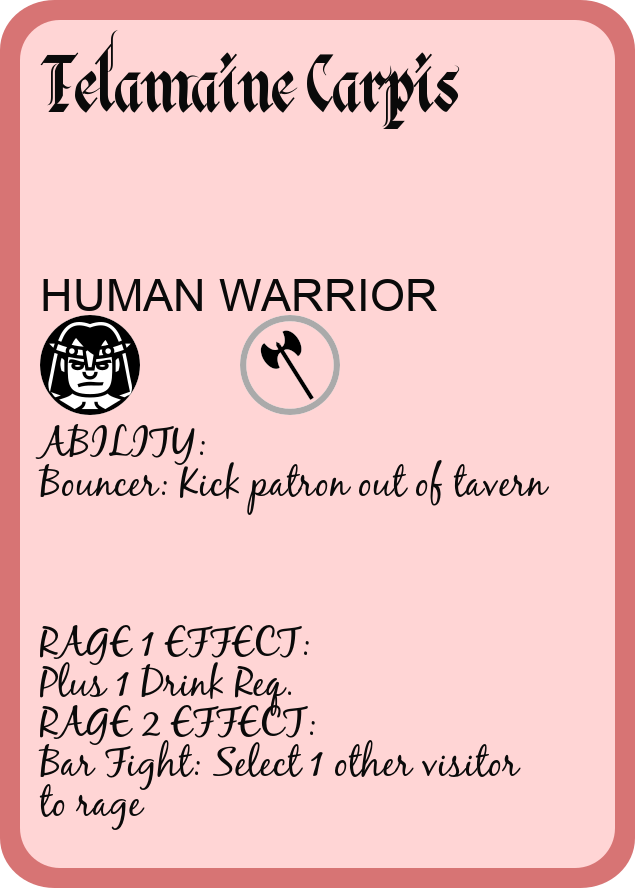 Telamaine Carpis
HUMAN WARRIOR
ABILITY:
Bouncer: Kick patron out of tavern
RAGE 1 EFFECT:
Plus 1 Drink Req.
RAGE 2 EFFECT:
Bar Fight: Select 1 other visitor
to rage